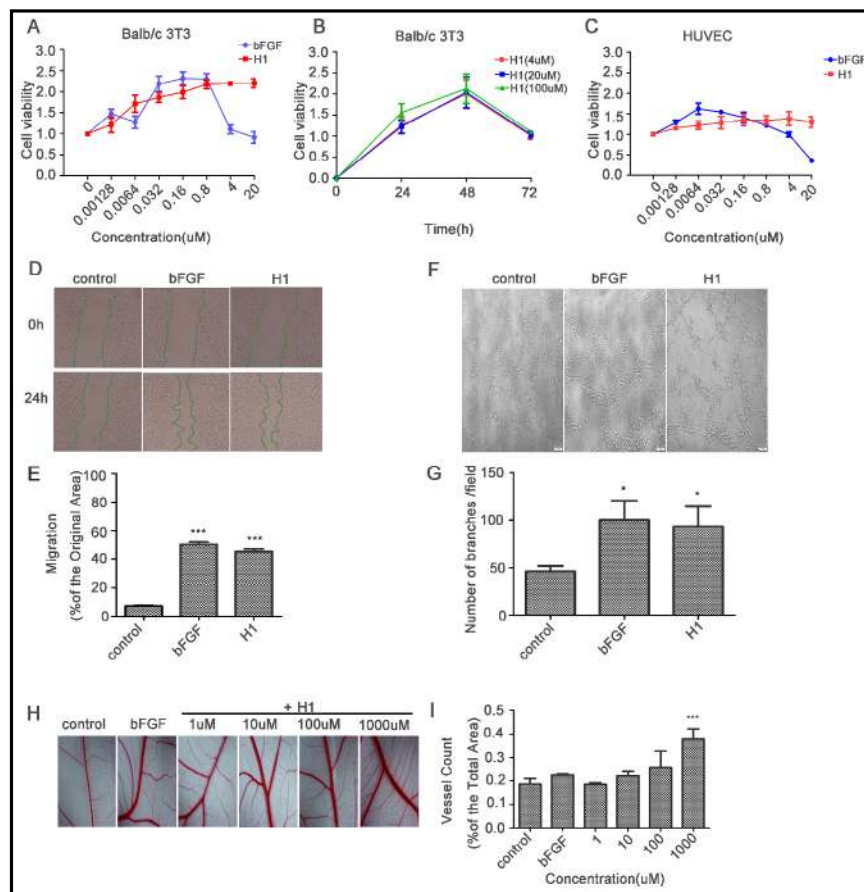 A
Balb/c 3T3
bFGF
H1
Cell viability
3.0
2.5
2.0
1.5
1.0
0.5
0.0
0
0.00128
0.0064
0.032
0.16
0.8
4
20
Concentration(uM)
B
Balb/c 3T3
H1(4uM)
H1(20uM)
H1(100uM)
Cell viability
3.0
2.5
2.0
1.5
1.0
0.5
0.0
0
24
48
72
Time(h)
C
HUVEC
bFGF
H1
Cell viability
3.0
2.5
2.0
1.5
1.0
0.5
0.0
0
0.00128
0.0064
0.032
0.16
0.8
4
20
Concentration(uM)
D
control
bFGF
H1
0h
24h
F
control
bFGF
H1
E
Migration
(%of the Original Area)
100
80
60
40
20
0
***
***
control
bFGF
H1
G
Number of branches /field
150
100
50
0
*
*
control
bFGF
H1
H
+ H1
control
bFGF
1uM
10uM
100uM
1000uM
I
Vessel Count
(%of the Total Area)
0.5
0.4
0.3
0.2
0.1
0.0
***
control
bFGF
1
10
100
1000
Concentration(uM)